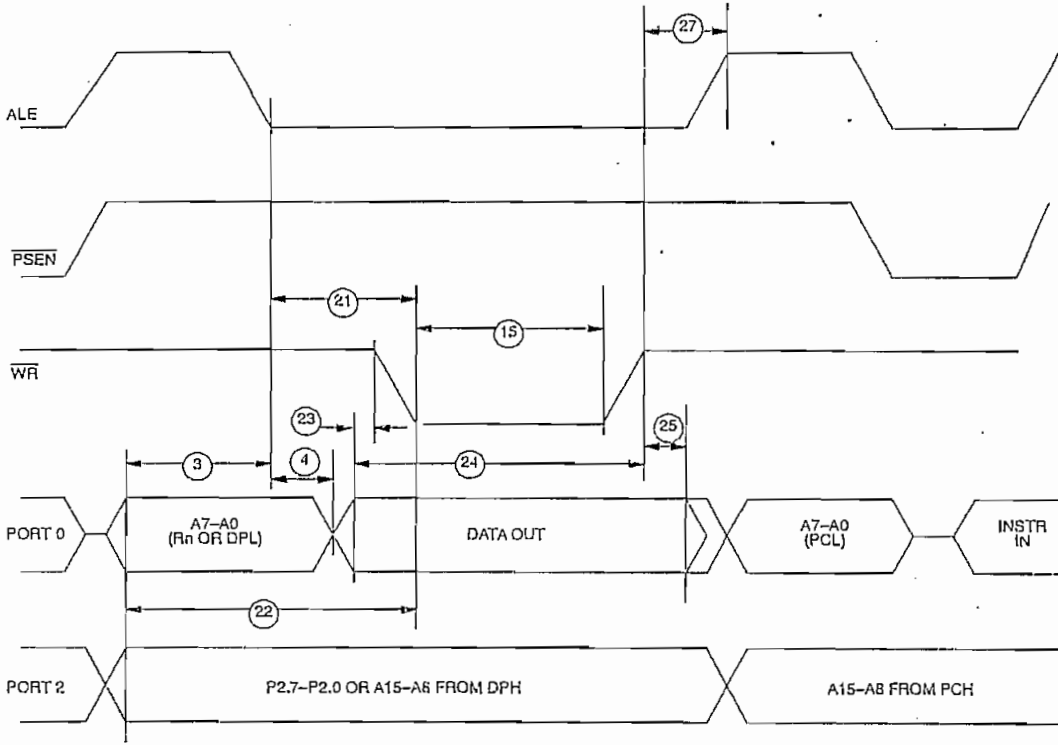 27
ALE
PSEN
21
15
WR
23
25
3
4
24
PORT 0
A7–A0
(Rn OR DPL)
DATA OUT
A7–A0
(PCL)
INSTR
IN
22
PORT 2
P2.7–P2.0 OR A15–A8 FROM DPH
A15–A8 FROM PCH